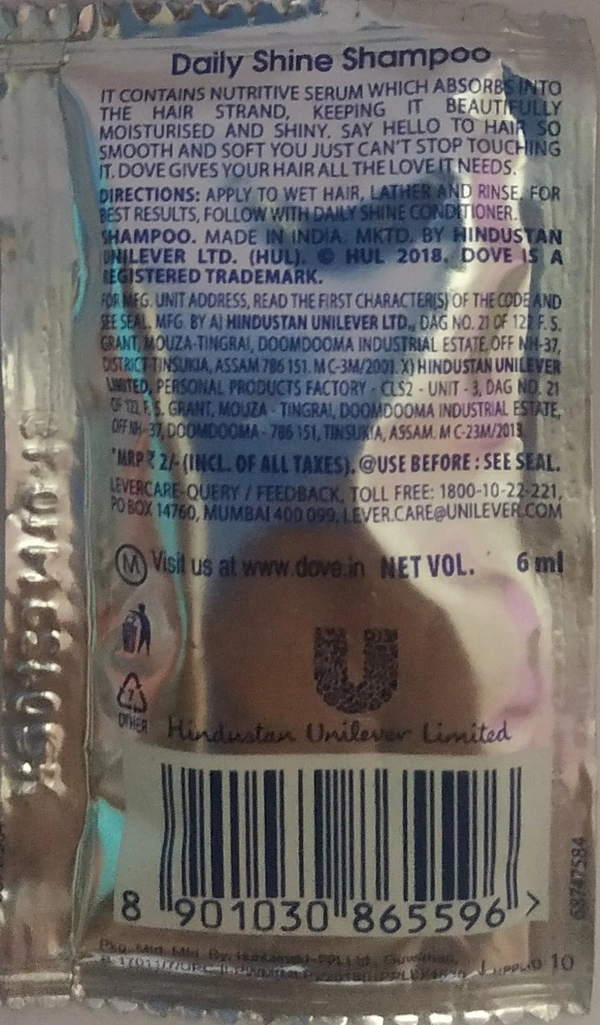 Daily Shine Shampoo
IT CONTAINS NUTRITIVE SERUM WHICH ABSORBS INTO
THE HAIR STRAND, KEEPING IT BEAUTIFULLY
MOISTURISED AND SHINY. SAY HELLO TO HAIR SO
SMOOTH AND SOFT YOU JUST CAN'T STOP TOUCHING
IT. DOVE GIVES YOUR HAIR ALL THE LOVE IT NEEDS.
DIRECTIONS: APPLY TO WET HAIR, LATHER AND RINSE. FOR
BEST RESULTS, FOLLOW WITH DAILY SHINE CONDITIONER.
SHAMPOO. MADE IN INDIA. MKTD. BY HINDUSTAN
UNILEVER LTD. (HUL). © HUL 2018. DOVE IS A
REGISTERED TRADEMARK.
FOR MFG. UNIT ADDRESS, READ THE FIRST CHARACTER(S) OF THE CODE AND
SEE SEAL. MFG. BY A) HINDUSTAN UNILEVER LTD., DAG NO. 21 OF 122 F. S.
GRANT, MOUZA-TINGRAI, DOOMDOOMA INDUSTRIAL ESTATE, OFF NH-37,
DISTRICT-TINSUKIA, ASSAM 786 151. M C-3M/2001. X) HINDUSTAN UNILEVER
LIMITED, PERSONAL PRODUCTS FACTORY - CLS2 - UNIT - 3, DAG NO. 21
OF 122, F. S. GRANT, MOUZA - TINGRAI, DOOMDOOMA INDUSTRIAL ESTATE,
OFF NH-37, DOOMDOOMA - 786 151, TINSUKIA, ASSAM. M C-23M/2013.
*MRP ₹ 2/- (INCL. OF ALL TAXES). @USE BEFORE : SEE SEAL.
LEVERCARE-QUERY / FEEDBACK, TOLL FREE: 1800-10-22-221,
PO BOX 14760, MUMBAI 400 099, LEVER.CARE@UNILEVER.COM
M Visit us at www.dove.in NET VOL. 6 ml
7
OTHER
Hindustan Unilever Limited
8 901030 865596 >
68747584
10